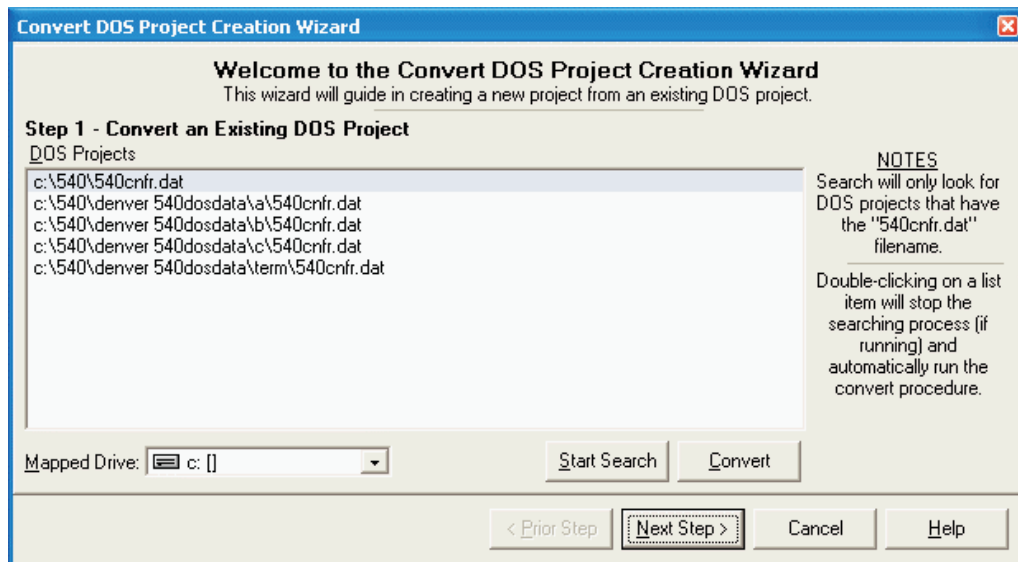 Convert DOS Project Creation Wizard
Welcome to the Convert DOS Project Creation Wizard
This wizard will guide in creating a new project from an existing DOS project.
Step 1 - Convert an Existing DOS Project
DOS Projects
c:\540\540cnfr.dat
c:\540\denver 540dosdata\a\540cnfr.dat
c:\540\denver 540dosdata\b\540cnfr.dat
c:\540\denver 540dosdata\c\540cnfr.dat
c:\540\denver 540dosdata\term\540cnfr.dat
NOTES
Search will only look for
DOS projects that have
the "540cnfr.dat"
filename.
Double-clicking on a list
item will stop the
searching process (if
running) and
automatically run the
convert procedure.
Mapped Drive: c: []
Start Search
Convert
< Prior Step
Next Step >
Cancel
Help